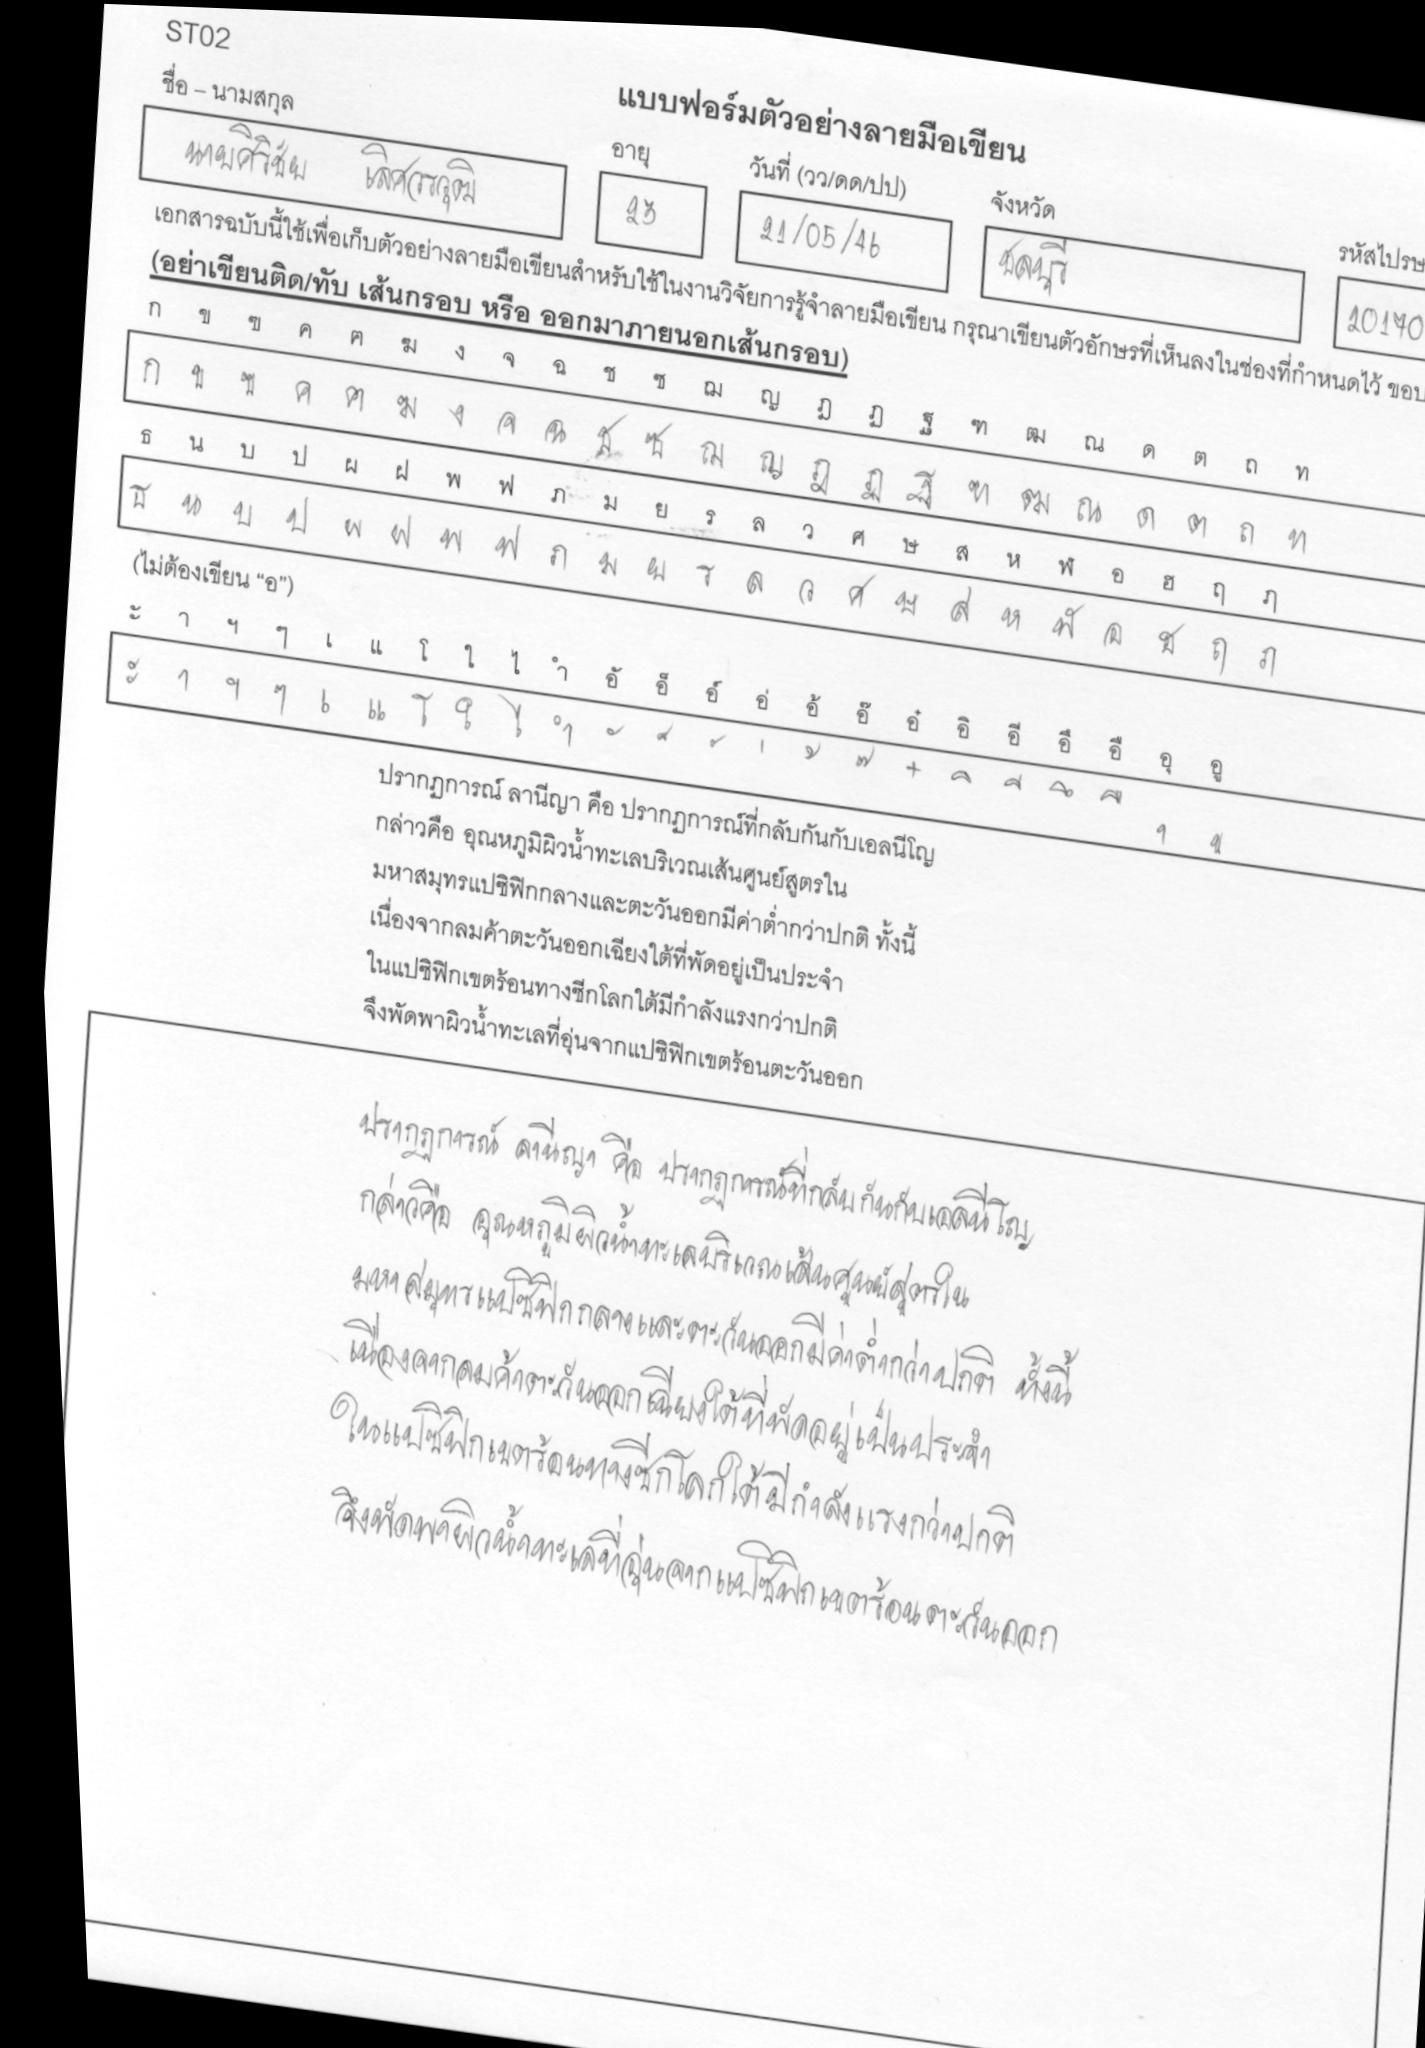 ST02
แบบฟอร์มตัวอย่างลายมือเขียน
ชื่อ – นามสกุล อายุ วันที่ (วว/ดด/ปป) จังหวัด รหัสไปรษ
นายศิริชัย 23 21/05/46 ชลบุรี 20170
เอกสารฉบับนี้ใช้เพื่อเก็บตัวอย่างลายมือเขียนสำหรับใช้ในงานวิจัยการรู้จำลายมือเขียน กรุณาเขียนตัวอักษรที่เห็นลงในช่องที่กำหนดไว้ ขอบ
(อย่าเขียนติด/ทับ เส้นกรอบ หรือ ออกมาภายนอกเส้นกรอบ)
ก ข ฃ ค ฅ ฆ ง จ ฉ ช ซ ฌ ญ ฎ ฏ ฐ ฑ ฒ ณ ด ต ถ ท
ก ข ฃ ค ฅ ฆ ง จ ฉ ช ซ ฌ ญ ฎ ฏ ฐ ฑ ฒ ณ ด ต ถ ท
ธ น บ ป ผ ฝ พ ฟ ภ ม ย ร ล ว ศ ษ ส ห ฬ อ ฮ ฤ ฦ
ธ น บ ป ผ ฝ พ ฟ ภ ม ย ร ล ว ศ ษ ส ห ฬ อ ฮ ฤ ฦ
(ไม่ต้องเขียน “อ”)
ะ า ฯ ๆ เ แ โ ใ ไ ำ อั อ็ อ์ อ่ อ้ อ๊ อ๋ อิ อี อึ อื อุ อู
ะ า ฯ ๆ เ แ โ ใ ไ ำ ั ็ ์ ่ ้ ๊ ๋ ิ ี ึ ื ุ ู
ปรากฏการณ์ ลานีญา คือ ปรากฏการณ์ที่กลับกันกับเอลนีโญ
กล่าวคือ อุณหภูมิผิวน้ำทะเลบริเวณเส้นศูนย์สูตรใน
มหาสมุทรแปซิฟิกกลางและตะวันออกมีค่าต่ำกว่าปกติ ทั้งนี้
เนื่องจากลมค้าตะวันออกเฉียงใต้ที่พัดอยู่เป็นประจำ
ในแปซิฟิกเขตร้อนทางซีกโลกใต้มีกำลังแรงกว่าปกติ
จึงพัดพาผิวน้ำทะเลที่อุ่นจากแปซิฟิกเขตร้อนตะวันออก
ปรากฏการณ์ ลานีญา คือ ปรากฏการณ์ที่กลับกันกับเอลนีโญ
กล่าวคือ อุณหภูมิผิวน้ำทะเลบริเวณเส้นศูนย์สูตรใน
มหาสมุทรแปซิฟิกกลางและตะวันออกมีค่าต่ำกว่าปกติ ทั้งนี้
เนื่องจากลมค้าตะวันออกเฉียงใต้ที่พัดอยู่เป็นประจำ
ในแปซิฟิกเขตร้อนทางซีกโลกใต้มีกำลังแรงกว่าปกติ
จึงพัดพาผิวน้ำทะเลที่อุ่นจากแปซิฟิกเขตร้อนตะวันออก